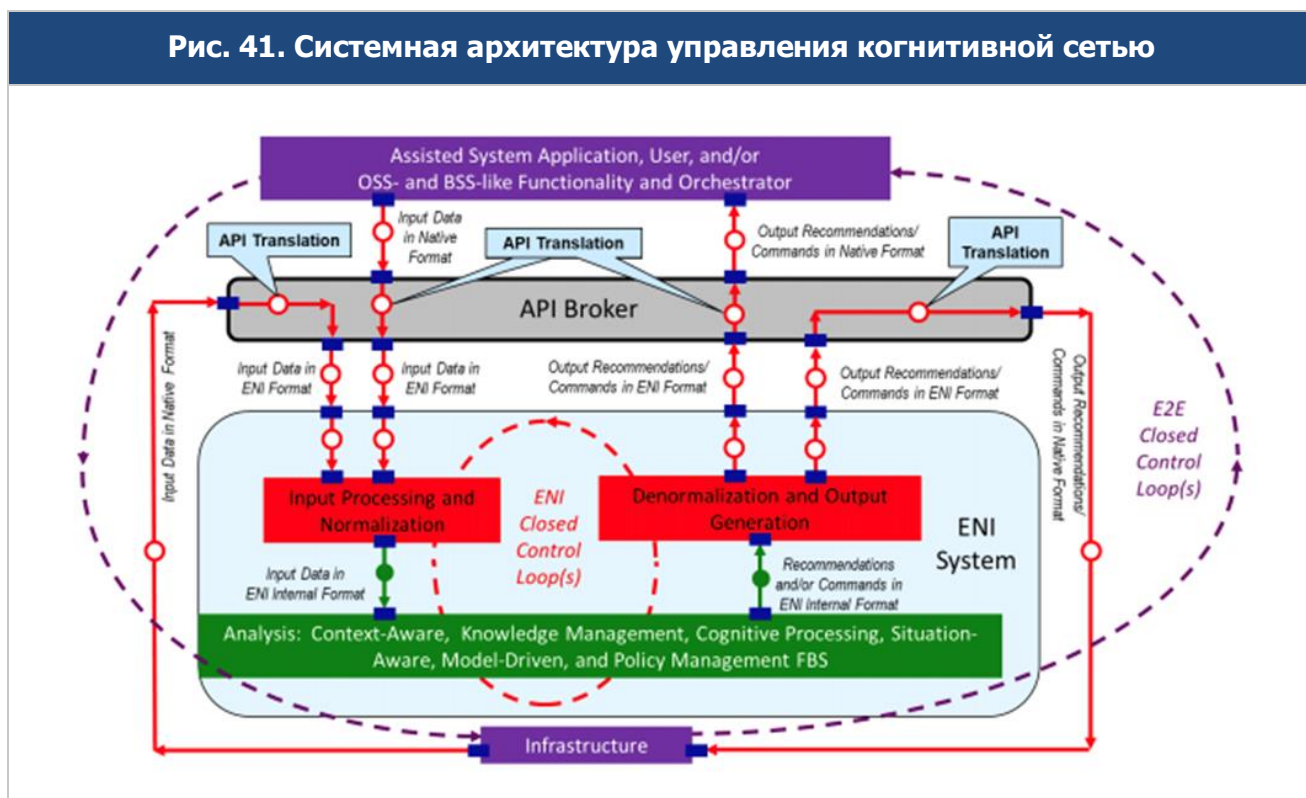 Рис. 41. Системная архитектура управления когнитивной сетью
Assisted System Application, User, and/or
OSS- and BSS-like Functionality and Orchestrator
Input Data
in Native
Format
API Translation
API Translation
Output Recommendations/
Commands in Native Format
API
Translation
API Broker
Input Data in Native Format
Input Data in
ENI Format
Input Data in
ENI Format
Output Recommendations/
Commands in ENI Format
Output Recommendations/
Commands in ENI Format
Output Recommendations/
Commands in Native Format
E2E
Closed
Control
Loop(s)
Input Processing and
Normalization
ENI
Closed
Control
Loop(s)
Denormalization and Output
Generation
ENI
System
Input Data in
ENI Internal Format
Recommendations
and/or Commands in
ENI Internal Format
Analysis: Context-Aware, Knowledge Management, Cognitive Processing, Situation-
Aware, Model-Driven, and Policy Management FBS
Infrastructure